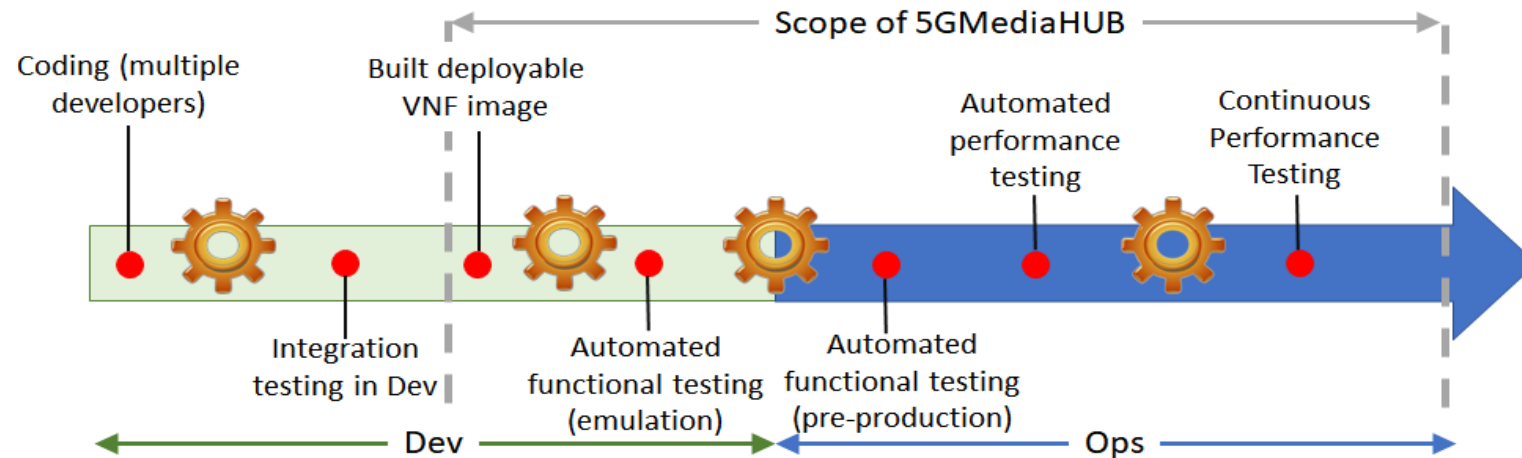 Scope of 5GMediaHUB
Coding (multiple
developers)
Built deployable
VNF image
Automated
performance
testing
Continuous
Performance
Testing
Integration
testing in Dev
Automated
functional testing
(emulation)
Automated
functional testing
(pre-production)
Dev
Ops